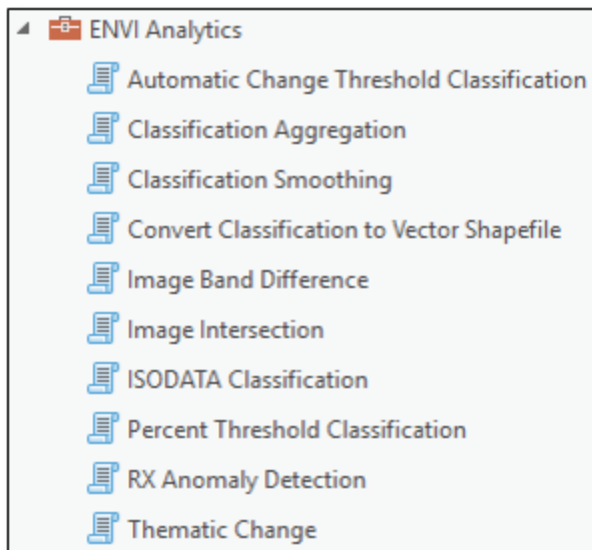 ENVI Analytics
Automatic Change Threshold Classification
Classification Aggregation
Classification Smoothing
Convert Classification to Vector Shapefile
Image Band Difference
Image Intersection
ISODATA Classification
Percent Threshold Classification
RX Anomaly Detection
Thematic Change